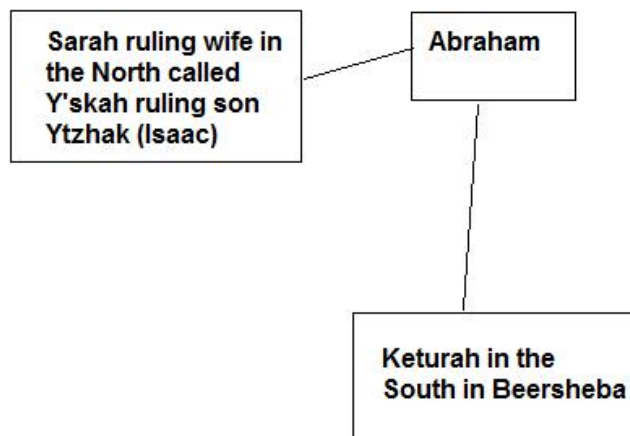 Sarah ruling wife in
the North called
Y'skah ruling son
Ytzhak (Isaac)
Abraham
Keturah in the
South in Beersheba